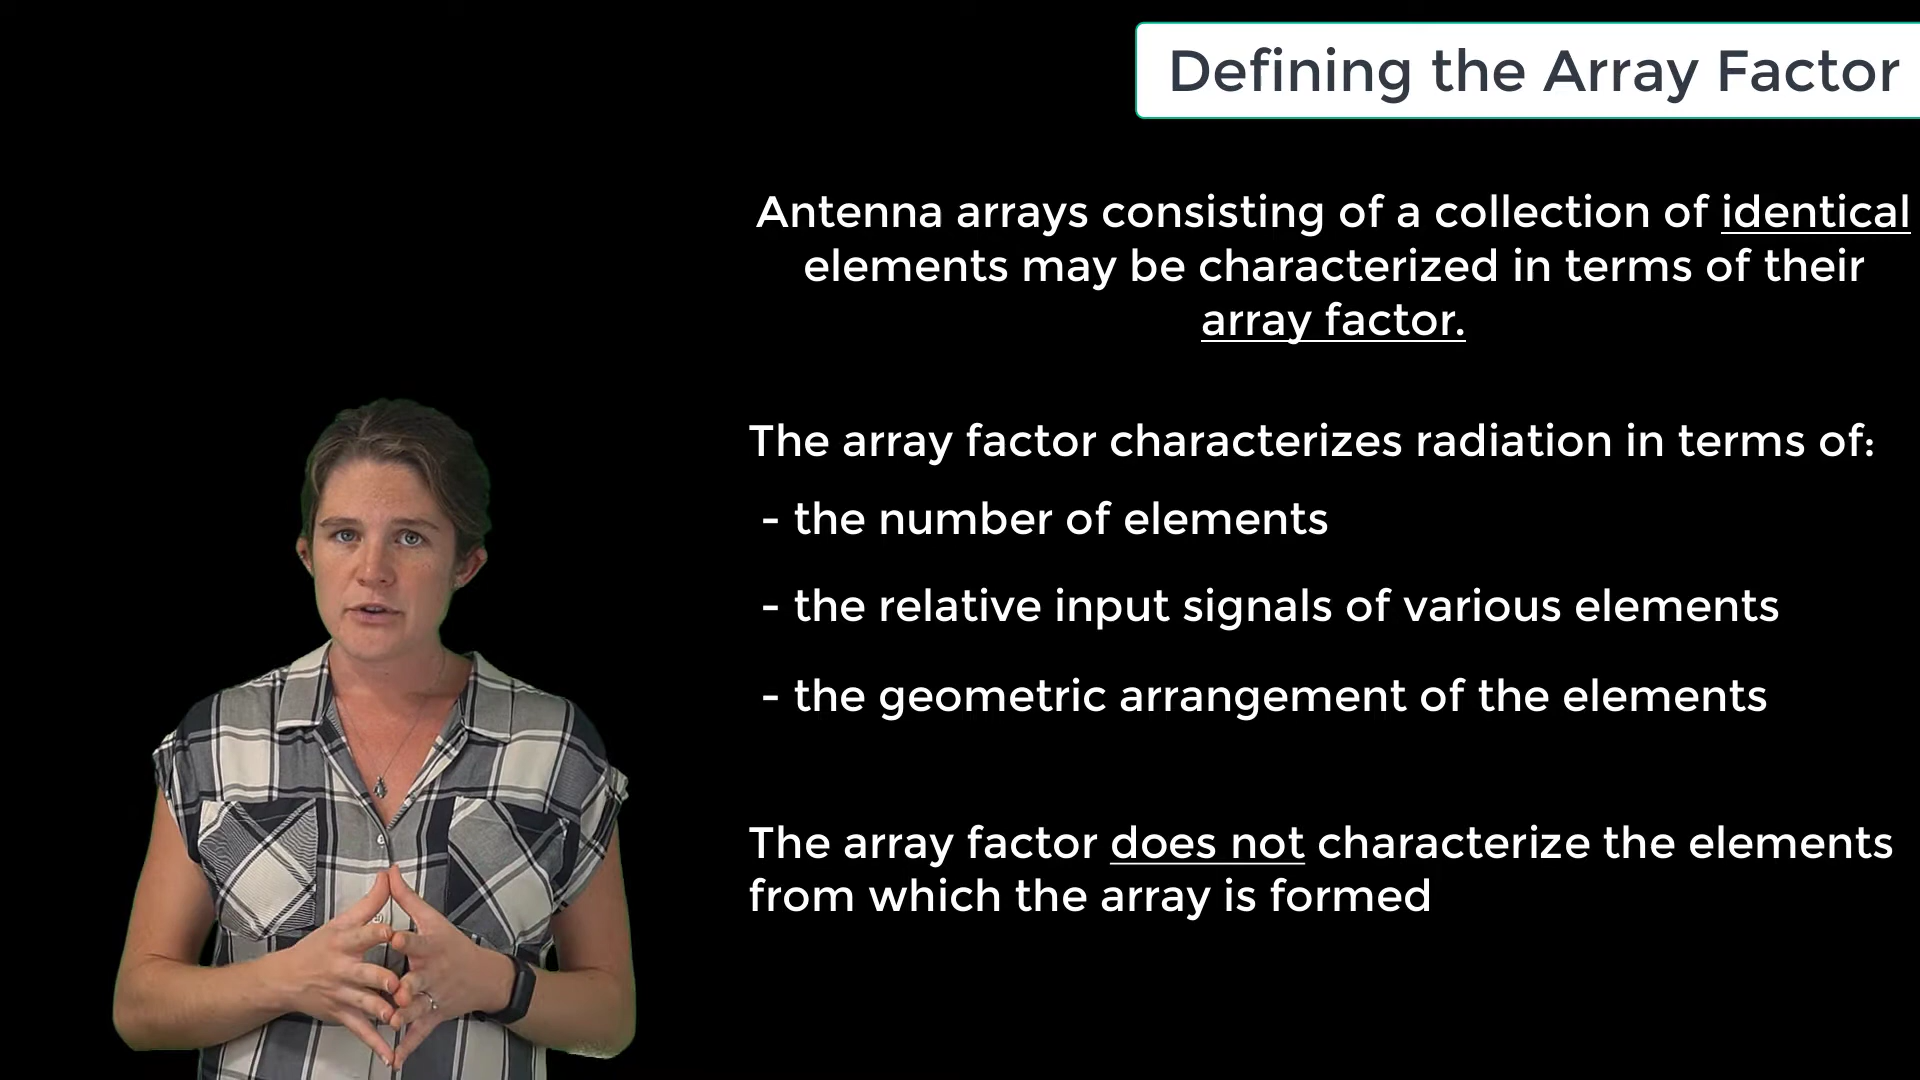 Defining the Array Factor
Antenna arrays consisting of a collection of identical
elements may be characterized in terms of their
array factor.
The array factor characterizes radiation in terms of:
- the number of elements
- the relative input signals of various elements
- the geometric arrangement of the elements
The array factor does not characterize the elements
from which the array is formed